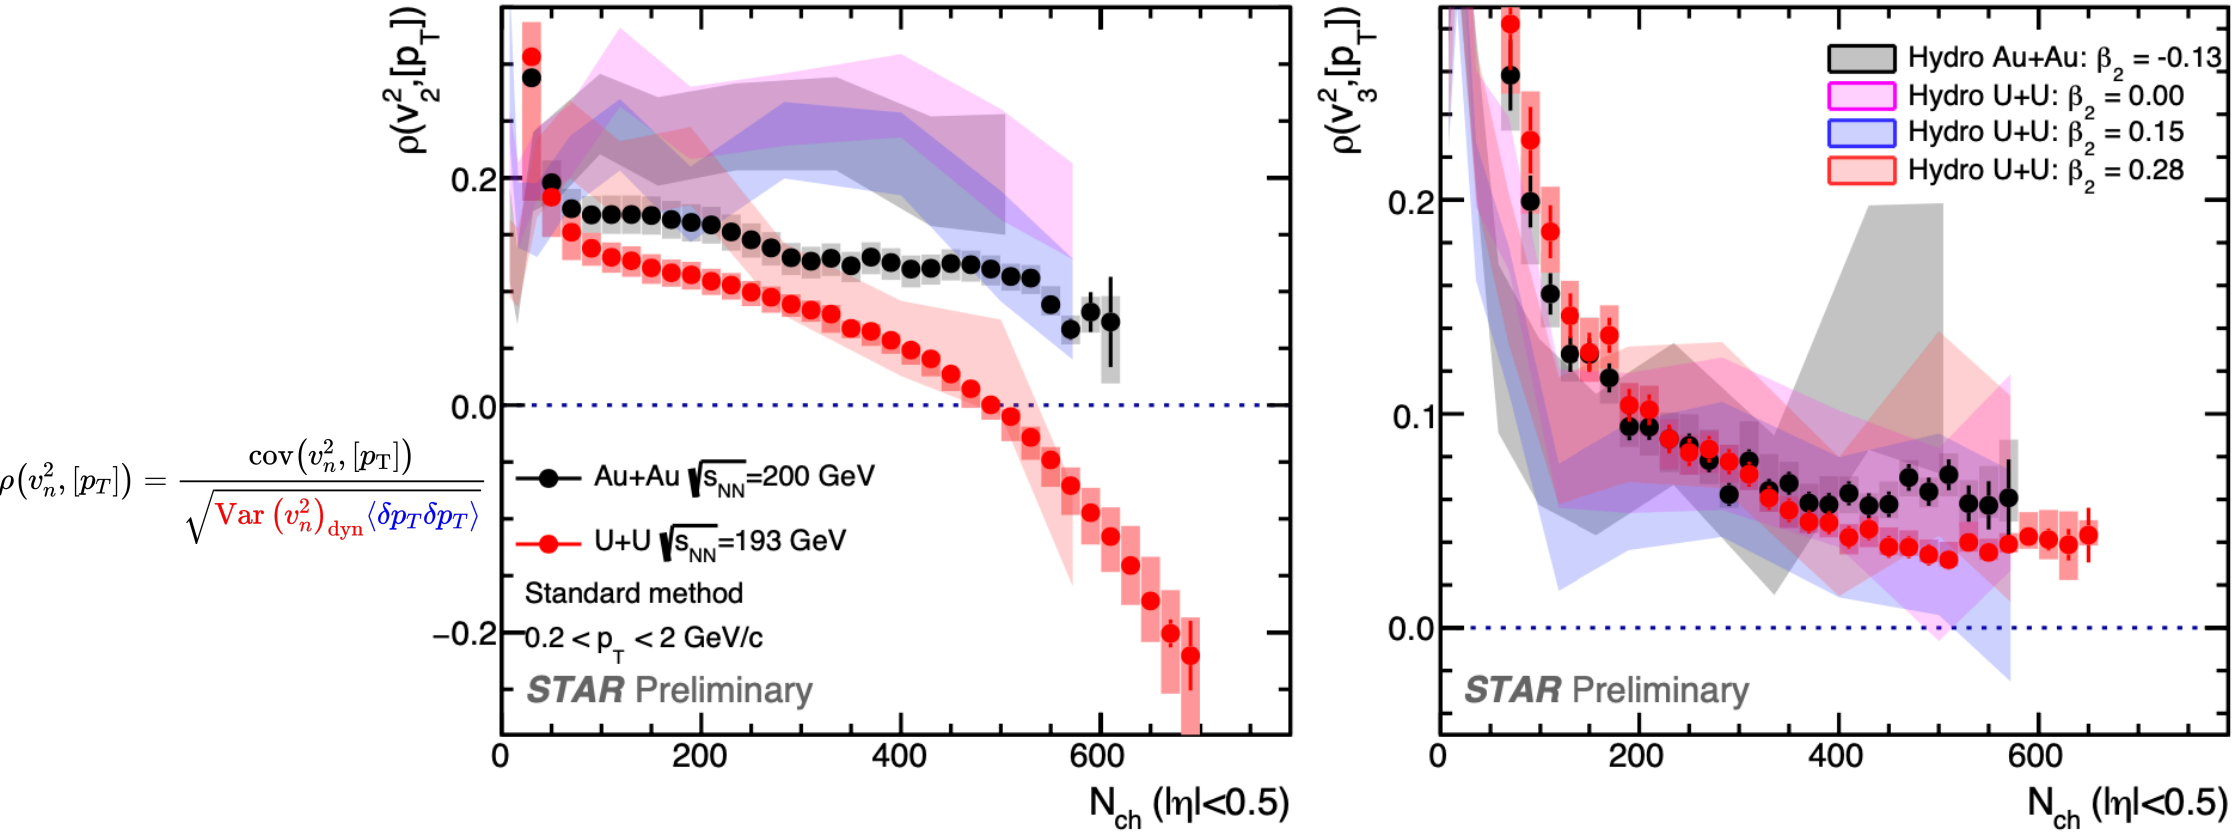 ρ(v₂²,[p_T])
0.2
0.0
−0.2
Au+Au √s_NN=200 GeV
U+U √s_NN=193 GeV
Standard method
0.2 < p_T < 2 GeV/c
STAR Preliminary
0 200 400 600
N_ch (|η|<0.5)
ρ(v_n²,[p_T]) = cov(v_n²,[p_T]) / √(Var(v_n²)_dyn⟨δp_Tδp_T⟩)
ρ(v₃²,[p_T])
0.2
0.1
0.0
Hydro Au+Au: β₂ = -0.13
Hydro U+U: β₂ = 0.00
Hydro U+U: β₂ = 0.15
Hydro U+U: β₂ = 0.28
STAR Preliminary
0 200 400 600
N_ch (|η|<0.5)